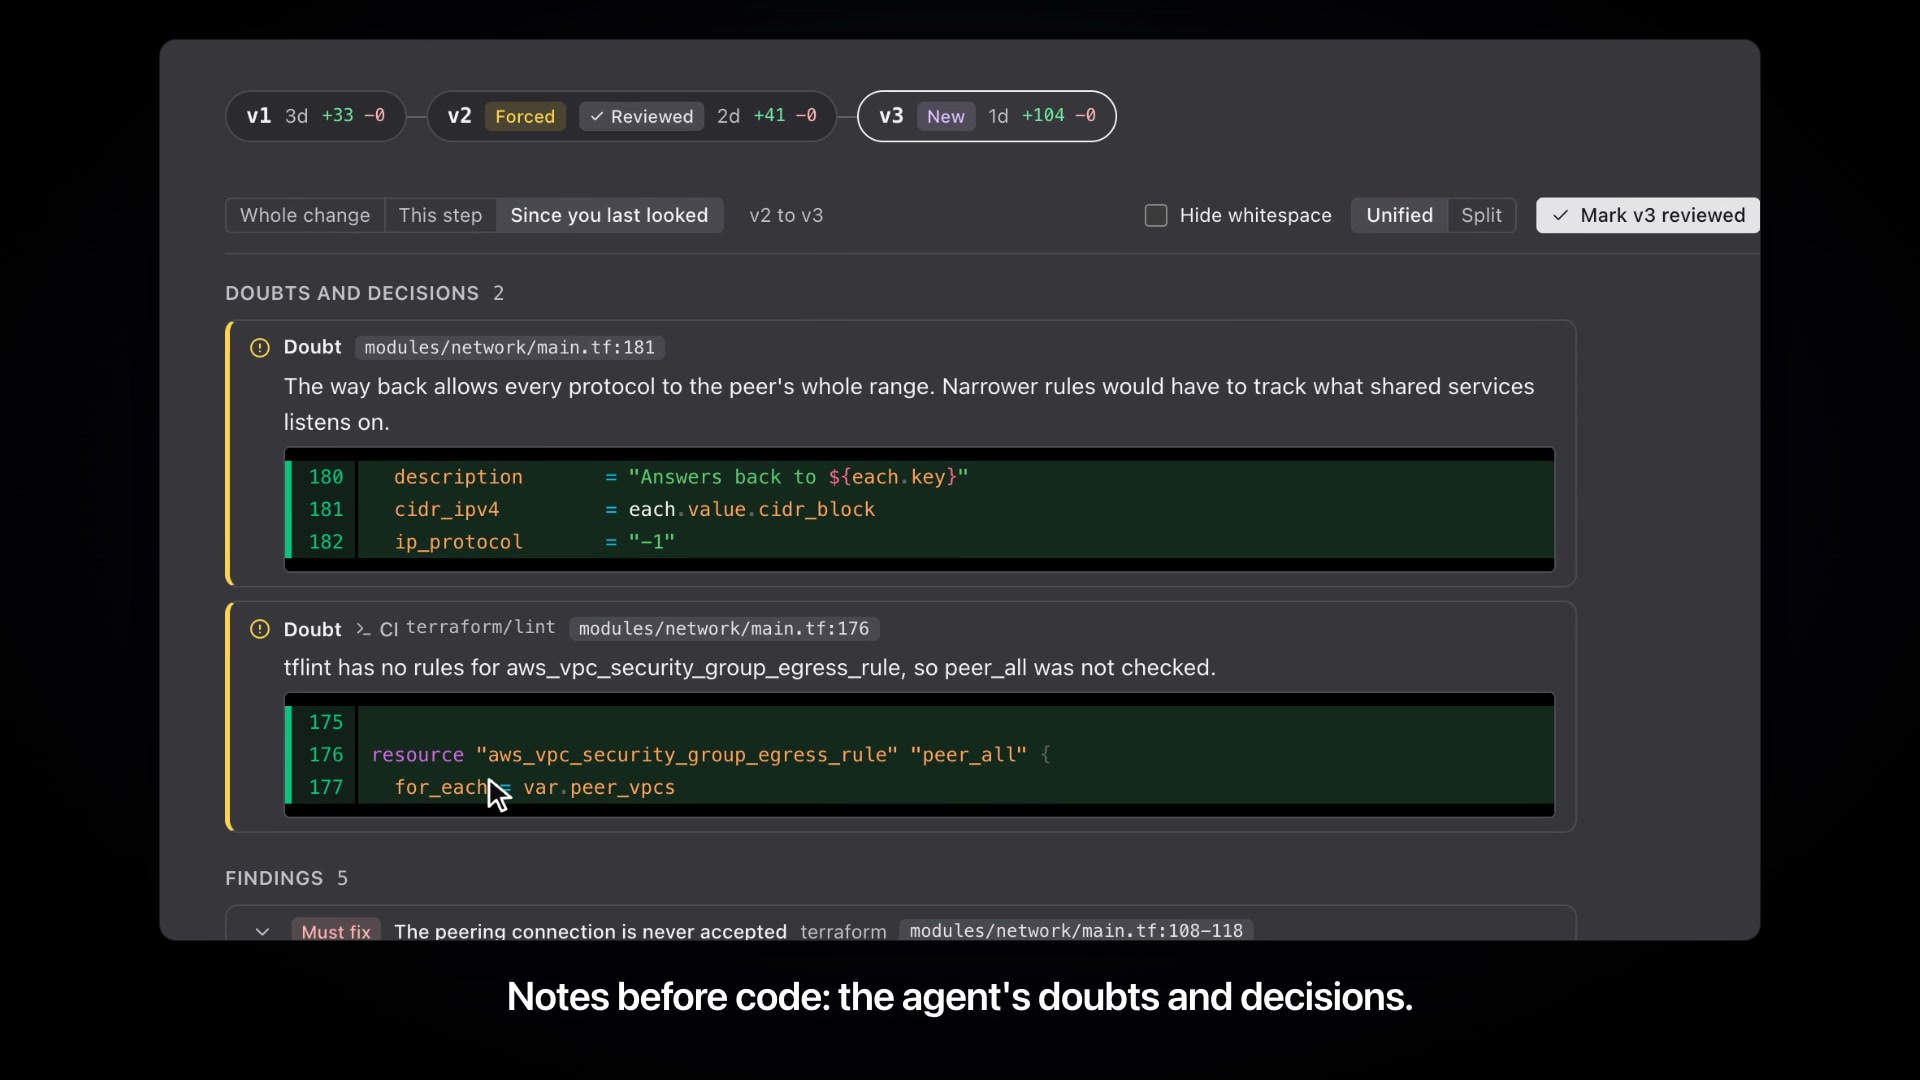 v1 3d +33 −0 v2 Forced ✓ Reviewed 2d +41 −0 v3 New 1d +104 −0
Whole change This step Since you last looked v2 to v3 Hide whitespace Unified Split ✓ Mark v3 reviewed
DOUBTS AND DECISIONS 2
Doubt modules/network/main.tf:181
The way back allows every protocol to the peer's whole range. Narrower rules would have to track what shared services
listens on.
180 description = "Answers back to ${each.key}"
181 cidr_ipv4 = each.value.cidr_block
182 ip_protocol = "-1"
Doubt >_ CI terraform/lint modules/network/main.tf:176
tflint has no rules for aws_vpc_security_group_egress_rule, so peer_all was not checked.
175
176 resource "aws_vpc_security_group_egress_rule" "peer_all" {
177 for_each = var.peer_vpcs
FINDINGS 5
Must fix The peering connection is never accepted terraform modules/network/main.tf:108–118
Notes before code: the agent's doubts and decisions.